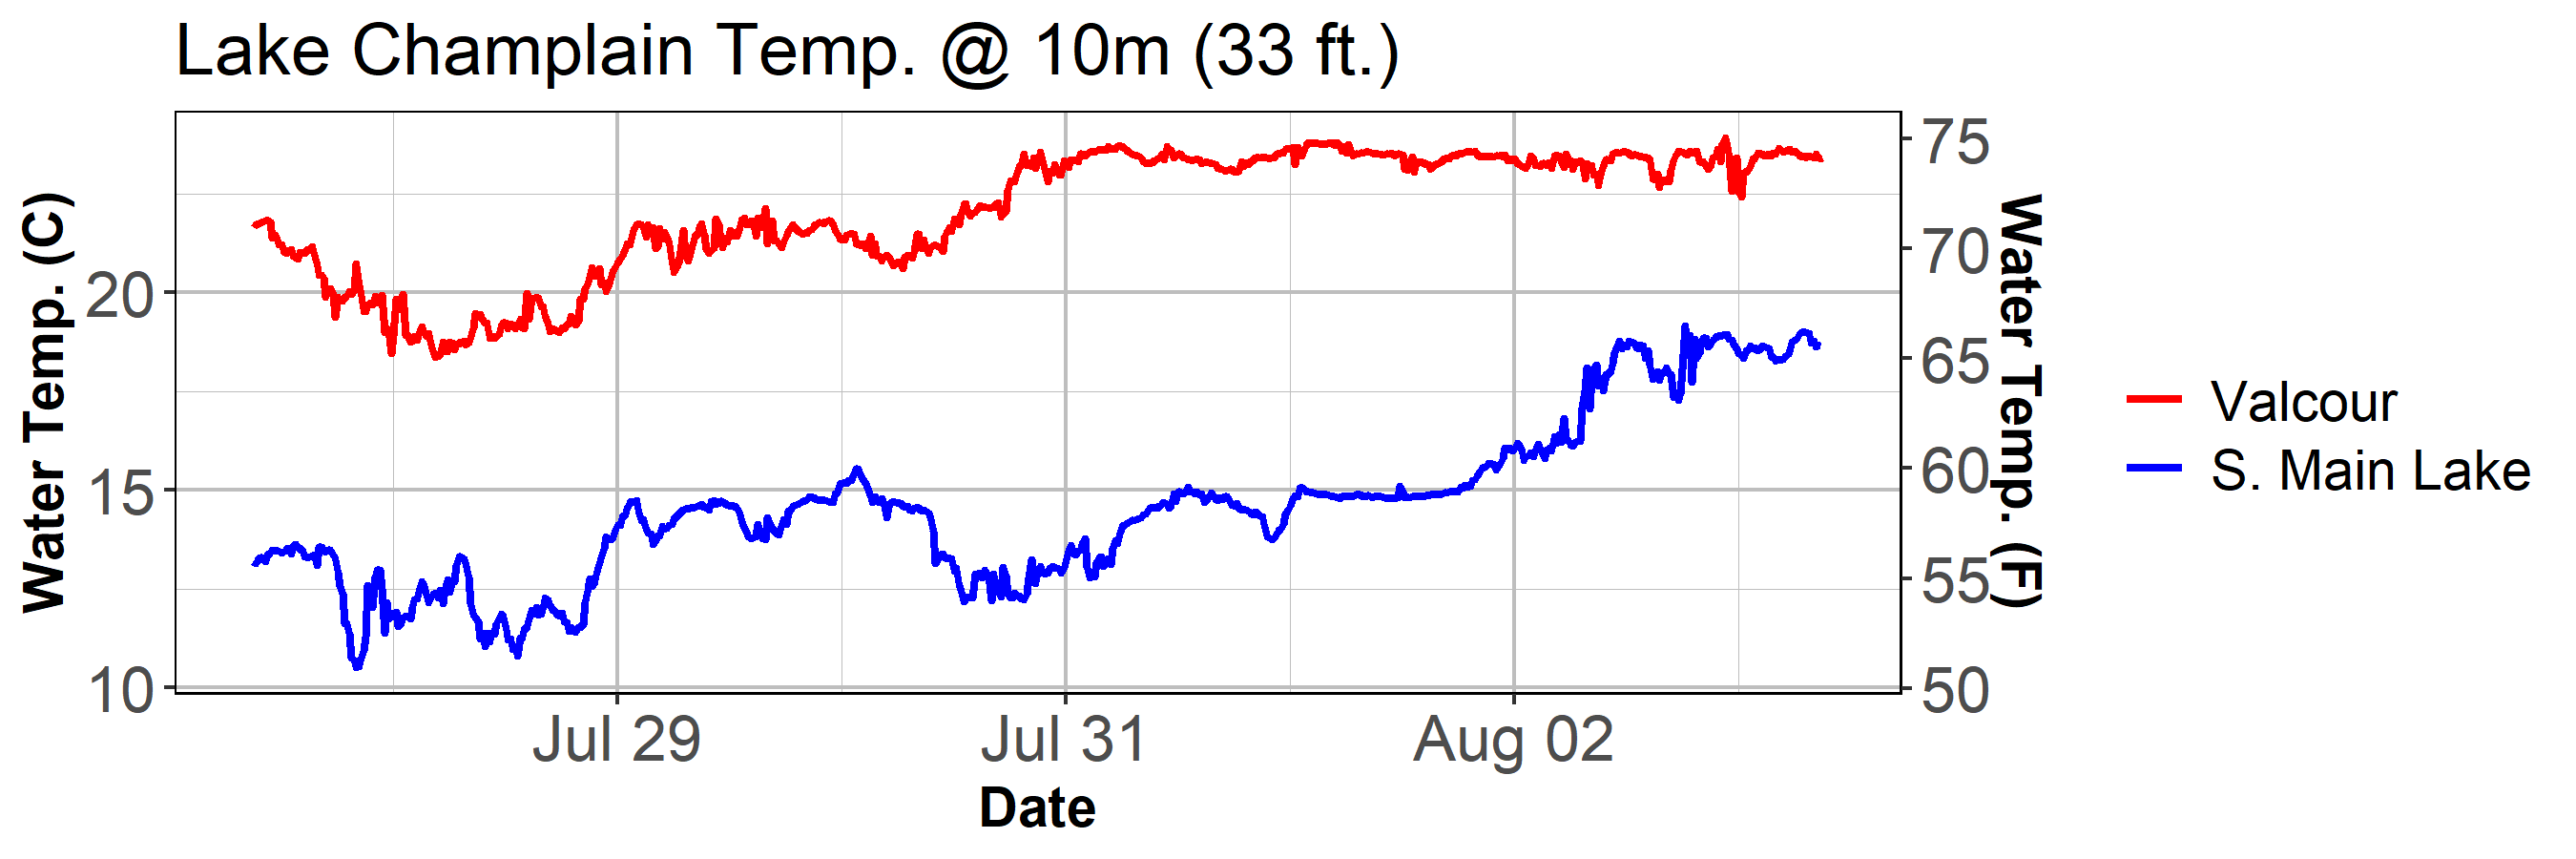 Lake Champlain Temp. @ 10m (33 ft.)
Water Temp. (C)
20
15
10
75
70
65
60
55
50
Water Temp. (F)
Jul 29
Jul 31
Aug 02
Date
Valcour
S. Main Lake